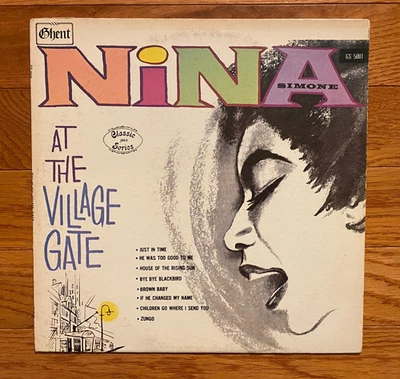 Ghent
GS 5001
NiNA
SIMONE
AT
THE
VILLAGE
GATE
Classic
Jazz
Series
• JUST IN TIME
• HE WAS TOO GOOD TO ME
• HOUSE OF THE RISING SUN
• BYE BYE BLACKBIRD
• BROWN BABY
• IF HE CHANGED MY NAME
• CHILDREN GO WHERE I SEND YOU
• ZUNGO